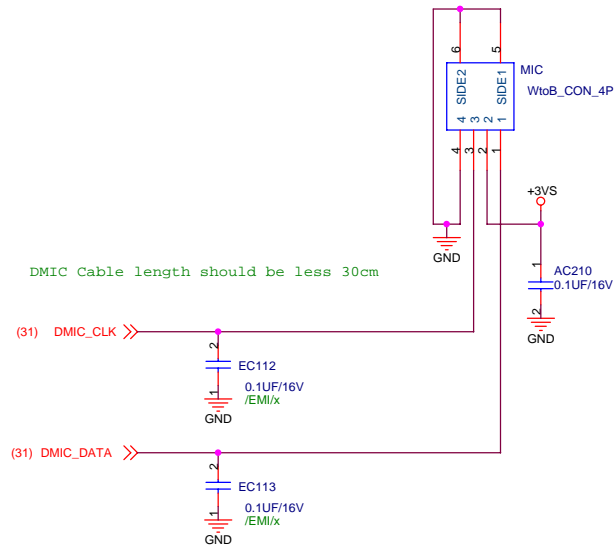 6
5
SIDE2
SIDE1
MIC
WtoB_CON_4P
4
3
2
1
4
3
2
1
+3VS
GND
DMIC Cable length should be less 30cm
1
AC210
0.1UF/16V
2
GND
(31) DMIC_CLK
2
EC112
0.1UF/16V
1
/EMI/x
GND
(31) DMIC_DATA
2
EC113
0.1UF/16V
1
/EMI/x
GND